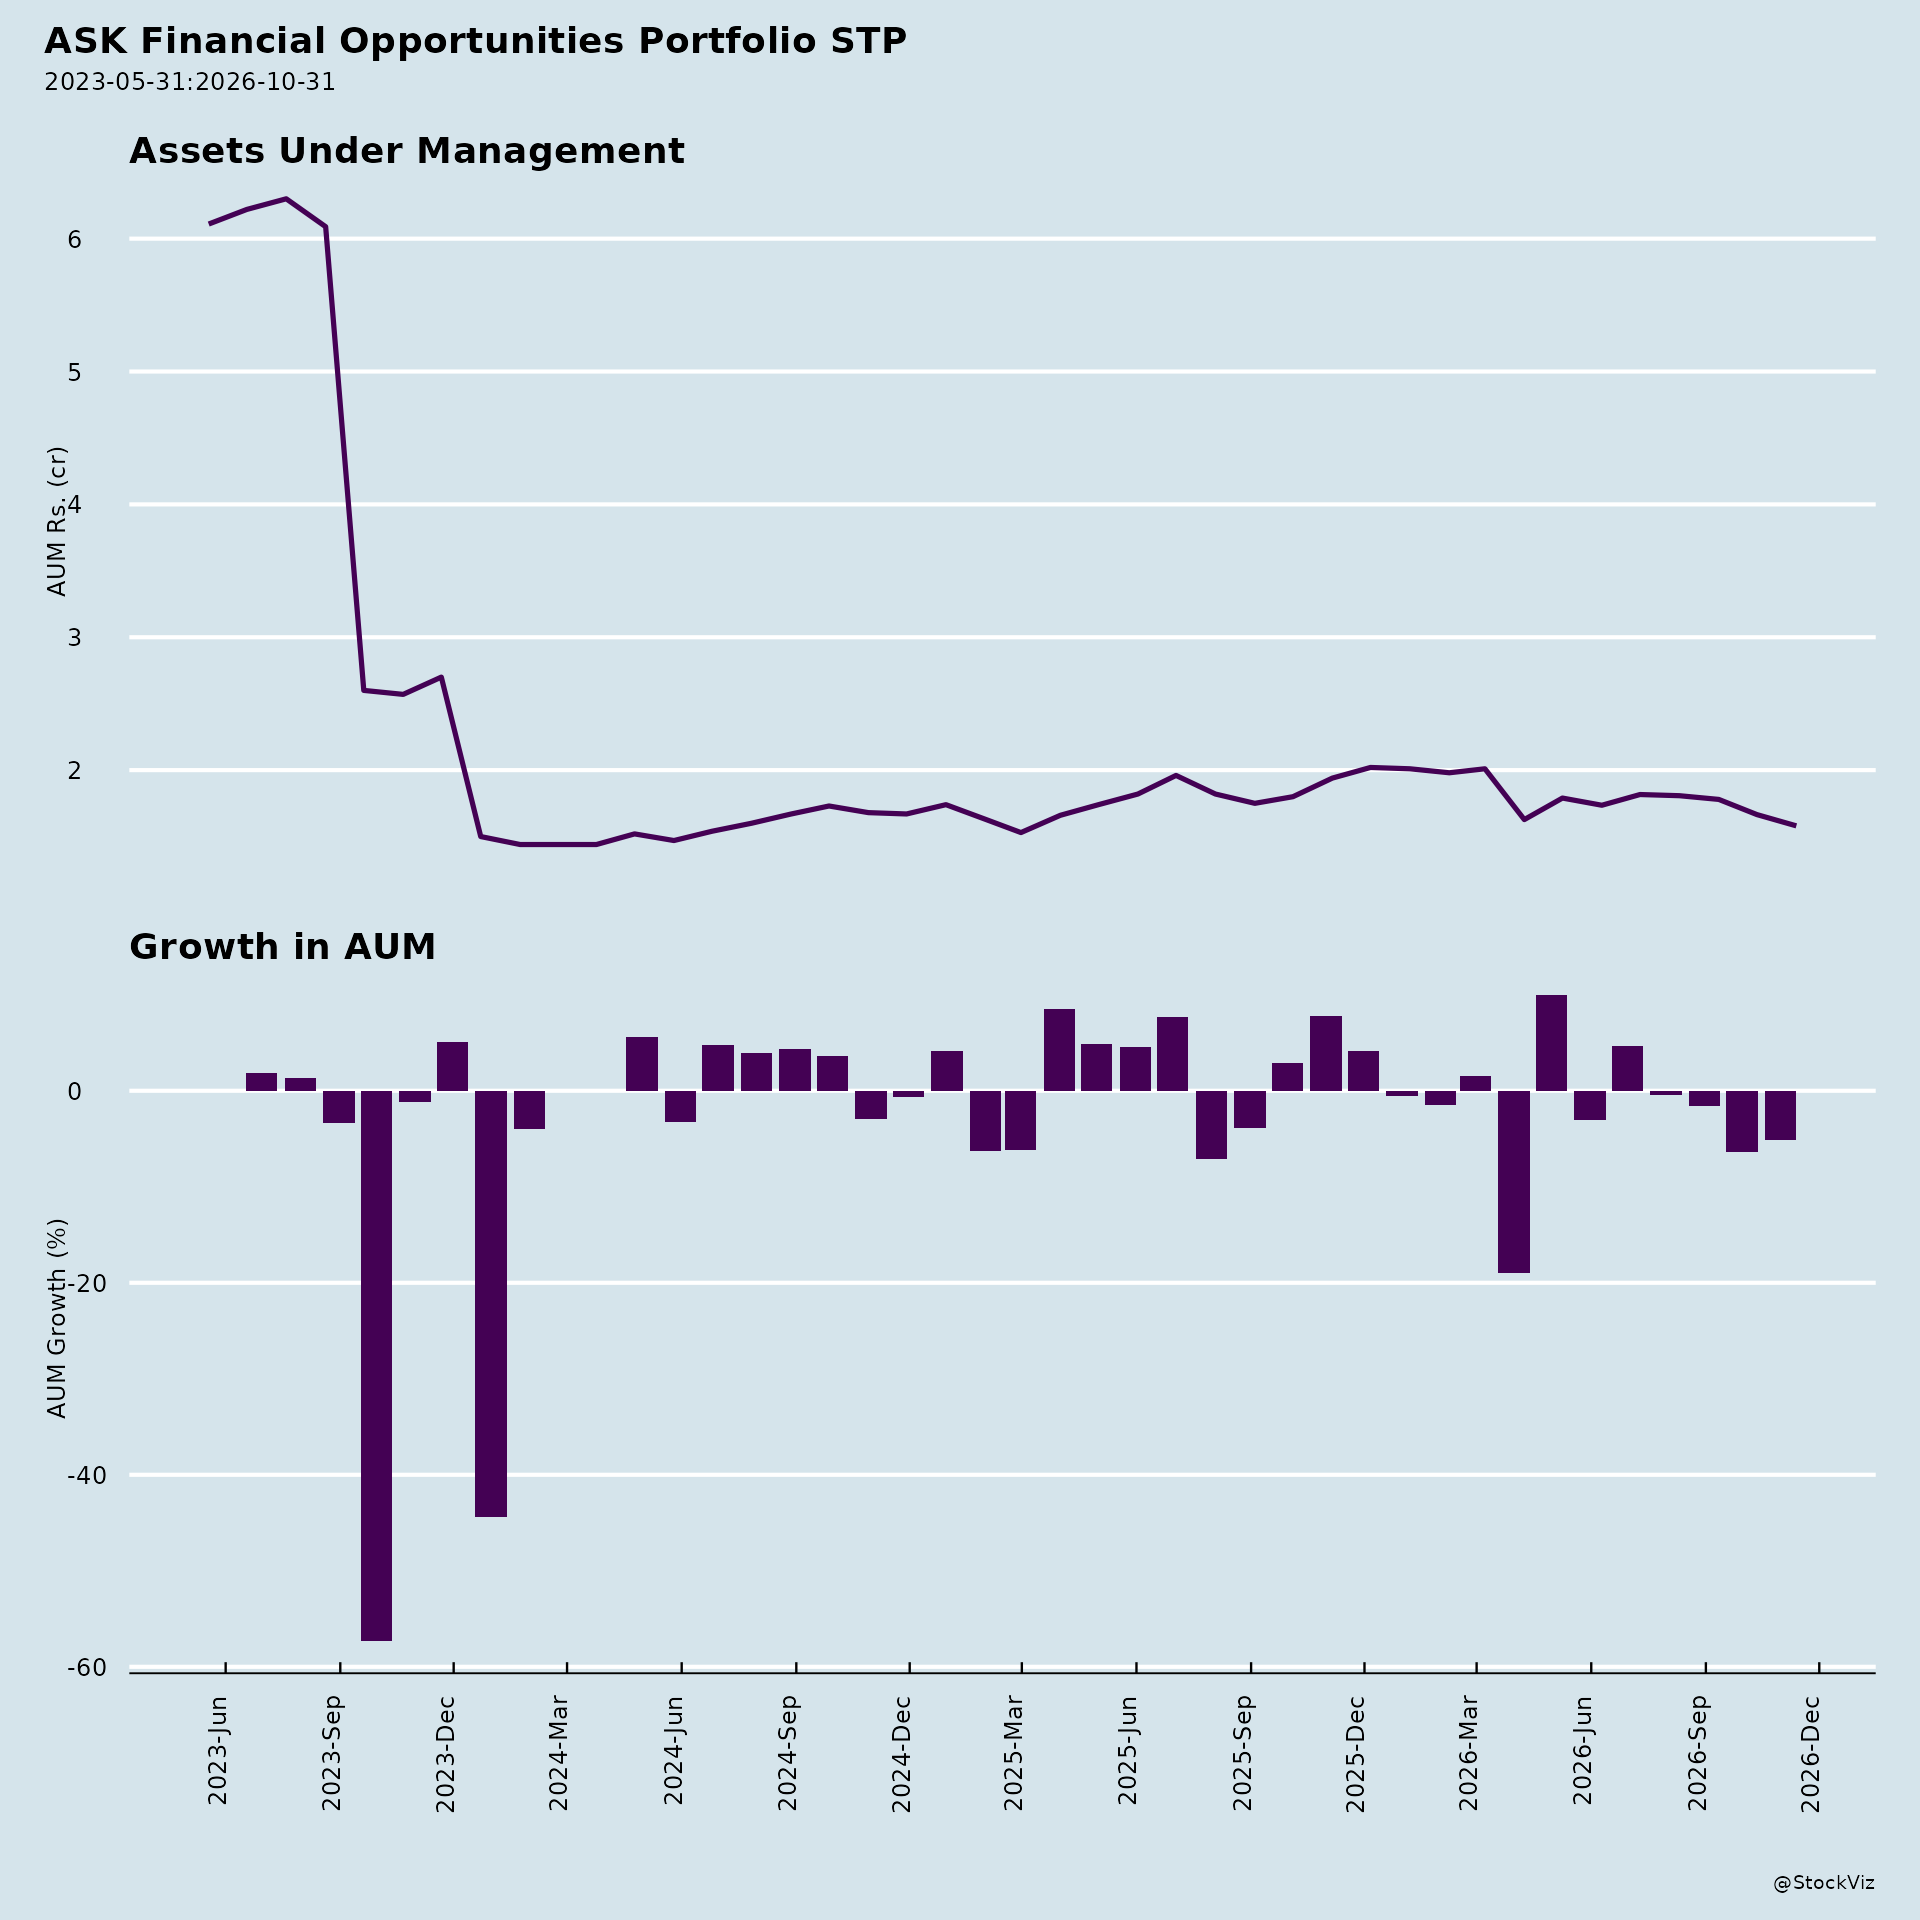 ASK Financial Opportunities Portfolio STP
2023-05-31:2026-10-31
Assets Under Management
AUM Rs. (cr)
6
5
4
3
2
Growth in AUM
AUM Growth (%)
0
-20
-40
-60
2023-Jun
2023-Sep
2023-Dec
2024-Mar
2024-Jun
2024-Sep
2024-Dec
2025-Mar
2025-Jun
2025-Sep
2025-Dec
2026-Mar
2026-Jun
2026-Sep
2026-Dec
@StockViz